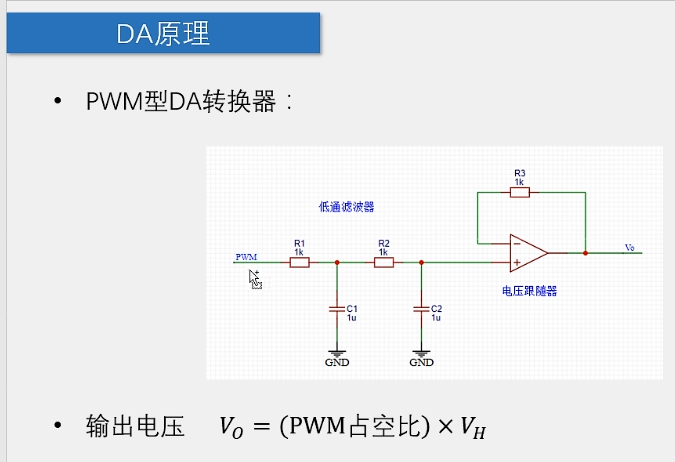 DA原理
• PWM型DA转换器：
R3
1k
低通滤波器
R1
1k
R2
1k
PWM
Vo
电压跟随器
C1
1u
C2
1u
GND
GND
• 输出电压 V_O = (PWM占空比) × V_H